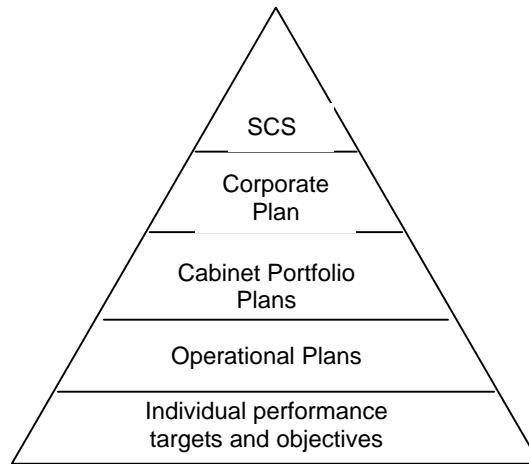 SCS
Corporate
Plan
Cabinet Portfolio
Plans
Operational Plans
Individual performance
targets and objectives